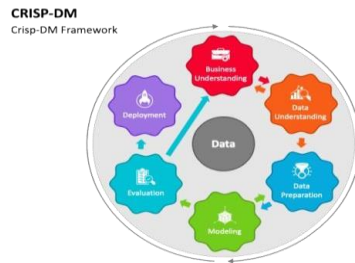 CRISP-DM
Crisp-DM Framework
Business
Understanding
Data
Understanding
Data
Preparation
Modeling
Evaluation
Deployment
Data